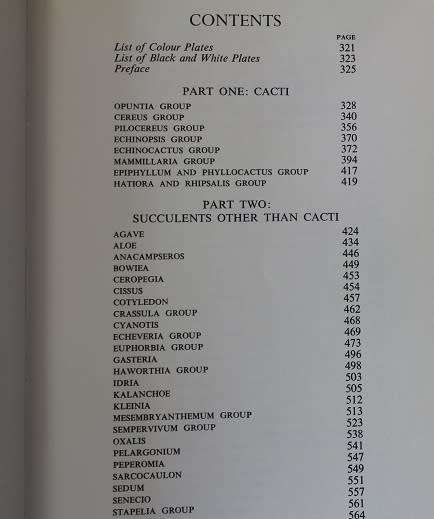 CONTENTS
PAGE
List of Colour Plates 321
List of Black and White Plates 323
Preface 325
PART ONE: CACTI
OPUNTIA GROUP 328
CEREUS GROUP 340
PILOCEREUS GROUP 356
ECHINOPSIS GROUP 370
ECHINOCACTUS GROUP 372
MAMMILLARIA GROUP 394
EPIPHYLLUM AND PHYLLOCACTUS GROUP 417
HATIORA AND RHIPSALIS GROUP 419
PART TWO:
SUCCULENTS OTHER THAN CACTI
AGAVE 424
ALOE 434
ANACAMPSEROS 446
BOWIEA 449
CEROPEGIA 453
CISSUS 454
COTYLEDON 457
CRASSULA GROUP 462
CYANOTIS 468
ECHEVERIA GROUP 469
EUPHORBIA GROUP 473
GASTERIA 496
HAWORTHIA GROUP 498
IDRIA 503
KALANCHOE 505
KLEINIA 512
MESEMBRYANTHEMUM GROUP 513
SEMPERVIVUM GROUP 523
OXALIS 538
PELARGONIUM 541
PEPEROMIA 547
SARCOCAULON 549
SEDUM 551
SENECIO 557
STAPELIA GROUP 561
564